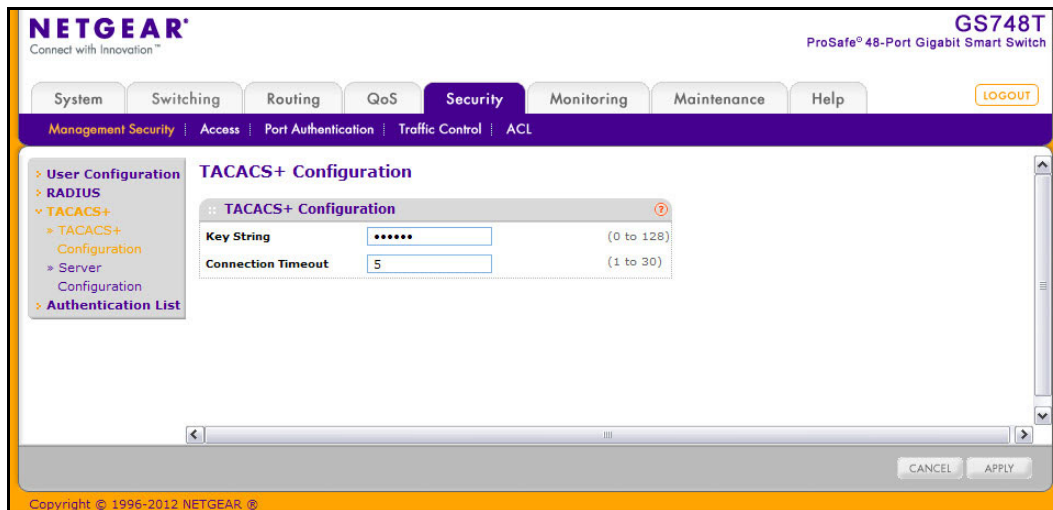 NETGEAR®
Connect with Innovation™
GS748T
ProSafe® 48-Port Gigabit Smart Switch
System Switching Routing QoS Security Monitoring Maintenance Help LOGOUT
Management Security | Access | Port Authentication | Traffic Control | ACL
User Configuration
RADIUS
TACACS+
» TACACS+
Configuration
» Server
Configuration
Authentication List
TACACS+ Configuration
TACACS+ Configuration ?
Key String •••••• (0 to 128)
Connection Timeout 5 (1 to 30)
CANCEL APPLY
Copyright © 1996-2012 NETGEAR ®